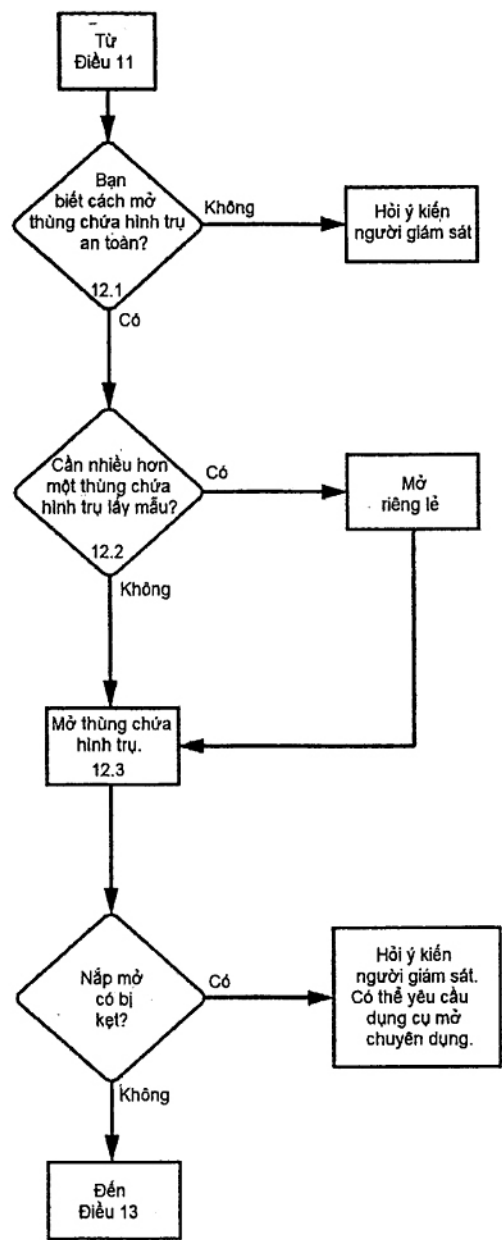 Từ
Điều 11
Bạn
biết cách mở
thùng chứa hình trụ
an toàn?
12.1
Không
Hỏi ý kiến
người giám sát
Có
Cần nhiều hơn
một thùng chứa
hình trụ lấy mẫu?
12.2
Có
Mở
riêng lẻ
Không
Mở thùng chứa
hình trụ.
12.3
Nắp mở
có bị
kẹt?
Có
Hỏi ý kiến
người giám sát.
Có thể yêu cầu
dụng cụ mở
chuyên dụng.
Không
Đến
Điều 13